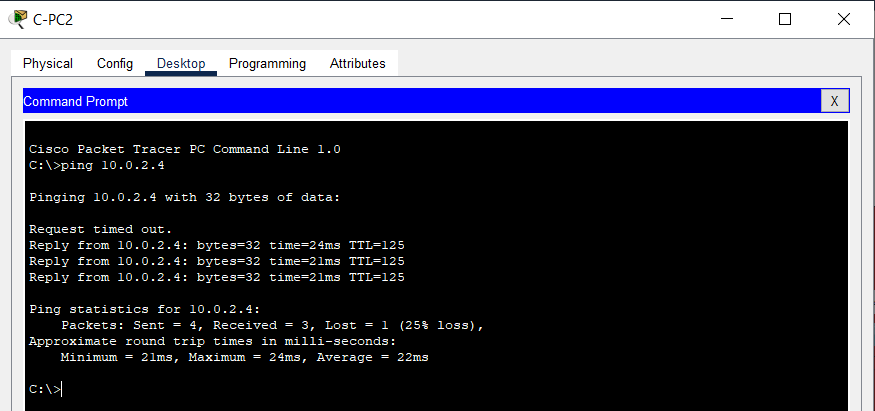 C-PC2
Physical Config Desktop Programming Attributes
Command Prompt X
Cisco Packet Tracer PC Command Line 1.0
C:\>ping 10.0.2.4
Pinging 10.0.2.4 with 32 bytes of data:
Request timed out.
Reply from 10.0.2.4: bytes=32 time=24ms TTL=125
Reply from 10.0.2.4: bytes=32 time=21ms TTL=125
Reply from 10.0.2.4: bytes=32 time=21ms TTL=125
Ping statistics for 10.0.2.4:
Packets: Sent = 4, Received = 3, Lost = 1 (25% loss),
Approximate round trip times in milli-seconds:
Minimum = 21ms, Maximum = 24ms, Average = 22ms
C:\>